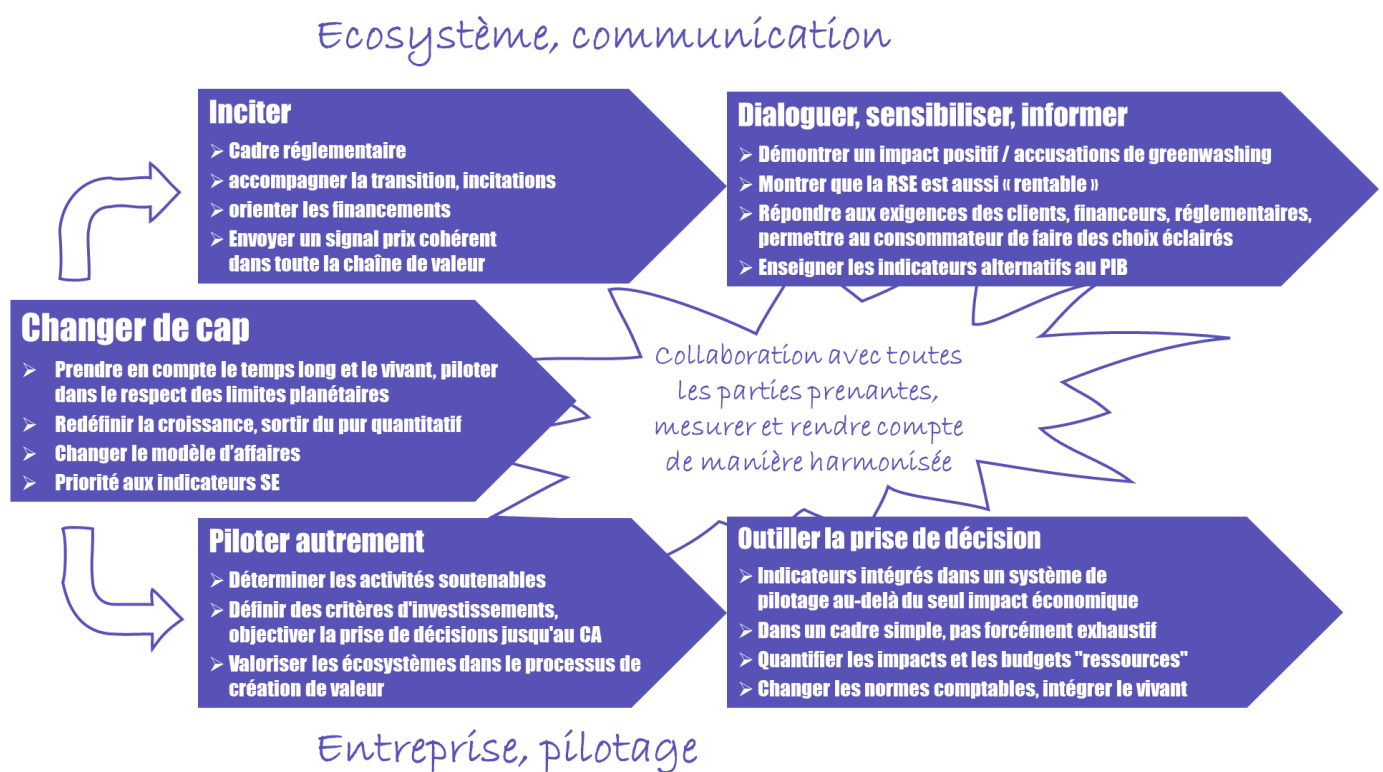 Ecosystème, communication
Inciter
➢ Cadre réglementaire
➢ accompagner la transition, incitations
➢ orienter les financements
➢ Envoyer un signal prix cohérent
dans toute la chaîne de valeur
Dialoguer, sensibiliser, informer
➢ Démontrer un impact positif / accusations de greenwashing
➢ Montrer que la RSE est aussi « rentable »
➢ Répondre aux exigences des clients, financeurs, réglementaires,
permettre au consommateur de faire des choix éclairés
➢ Enseigner les indicateurs alternatifs au PIB
Changer de cap
➢ Prendre en compte le temps long et le vivant, piloter
dans le respect des limites planétaires
➢ Redéfinir la croissance, sortir du pur quantitatif
➢ Changer le modèle d’affaires
➢ Priorité aux indicateurs SE
Collaboration avec toutes
les parties prenantes,
mesurer et rendre compte
de manière harmonisée
Piloter autrement
➢ Déterminer les activités soutenables
➢ Définir des critères d'investissements,
objectiver la prise de décisions jusqu'au CA
➢ Valoriser les écosystèmes dans le processus de
création de valeur
Outiller la prise de décision
➢ Indicateurs intégrés dans un système de
pilotage au-delà du seul impact économique
➢ Dans un cadre simple, pas forcément exhaustif
➢ Quantifier les impacts et les budgets "ressources"
➢ Changer les normes comptables, intégrer le vivant
Entreprise, pilotage